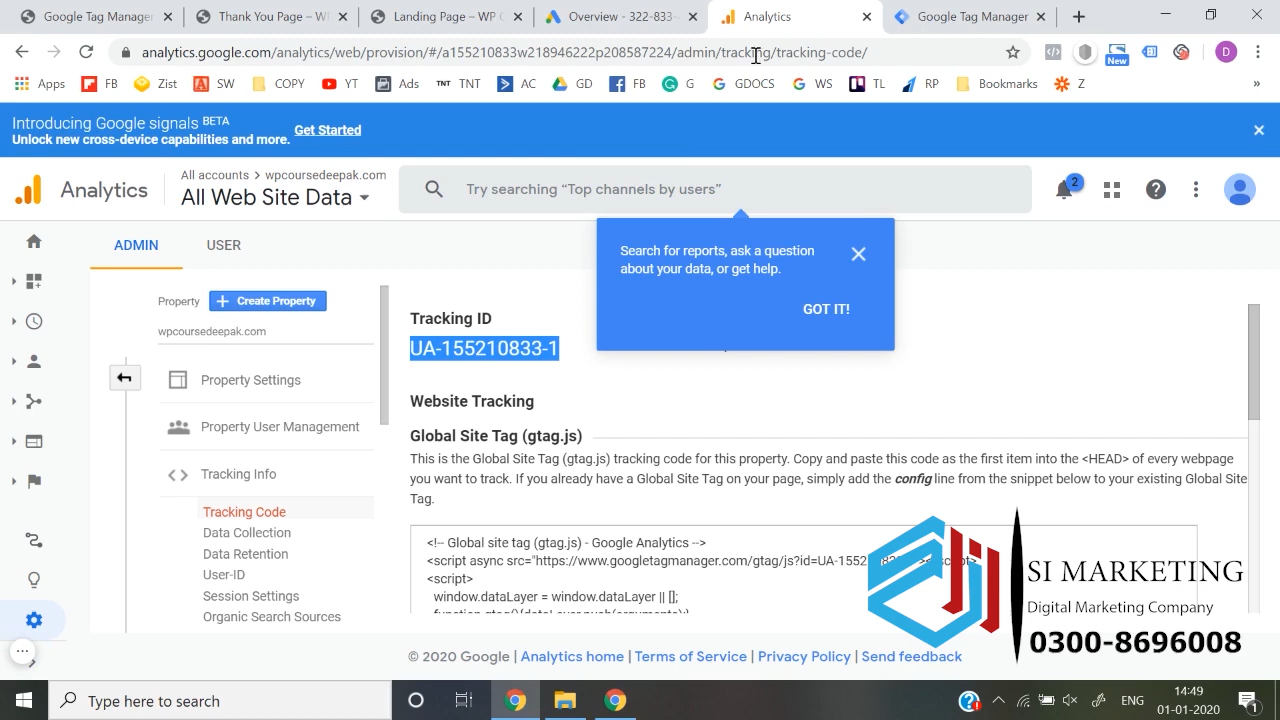 Google Tag Manager
Thank You Page – WP
Landing Page – WP C
Overview - 322-833-
Analytics
Google Tag Manager
analytics.google.com/analytics/web/provision/#/a155210833w218946222p208587224/admin/tracking/tracking-code/
New
D
Apps
FB
Zist
SW
COPY
YT
Ads
TNT TNT
AC
GD
FB
G
GDOCS
WS
TL
RP
Bookmarks
Z
»
Introducing Google signals BETA
Unlock new cross-device capabilities and more.
Get Started
Analytics
All accounts > wpcoursedeepak.com
All Web Site Data
Try searching “Top channels by users”
2
ADMIN
USER
Search for reports, ask a question
about your data, or get help.
GOT IT!
Property
+ Create Property
wpcoursedeepak.com
Property Settings
Property User Management
Tracking Info
Tracking Code
Data Collection
Data Retention
User-ID
Session Settings
Organic Search Sources
Tracking ID
UA-155210833-1
Website Tracking
Global Site Tag (gtag.js)
This is the Global Site Tag (gtag.js) tracking code for this property. Copy and paste this code as the first item into the <HEAD> of every webpage
you want to track. If you already have a Global Site Tag on your page, simply add the config line from the snippet below to your existing Global Site
Tag.
<!-- Global site tag (gtag.js) - Google Analytics -->
<script async src="https://www.googletagmanager.com/gtag/js?id=UA-155
<script>
window.dataLayer = window.dataLayer || [];
SI MARKETING
Digital Marketing Company
0300-8696008
© 2020 Google | Analytics home | Terms of Service | Privacy Policy | Send feedback
Type here to search
ENG
14:49
01-01-2020
1